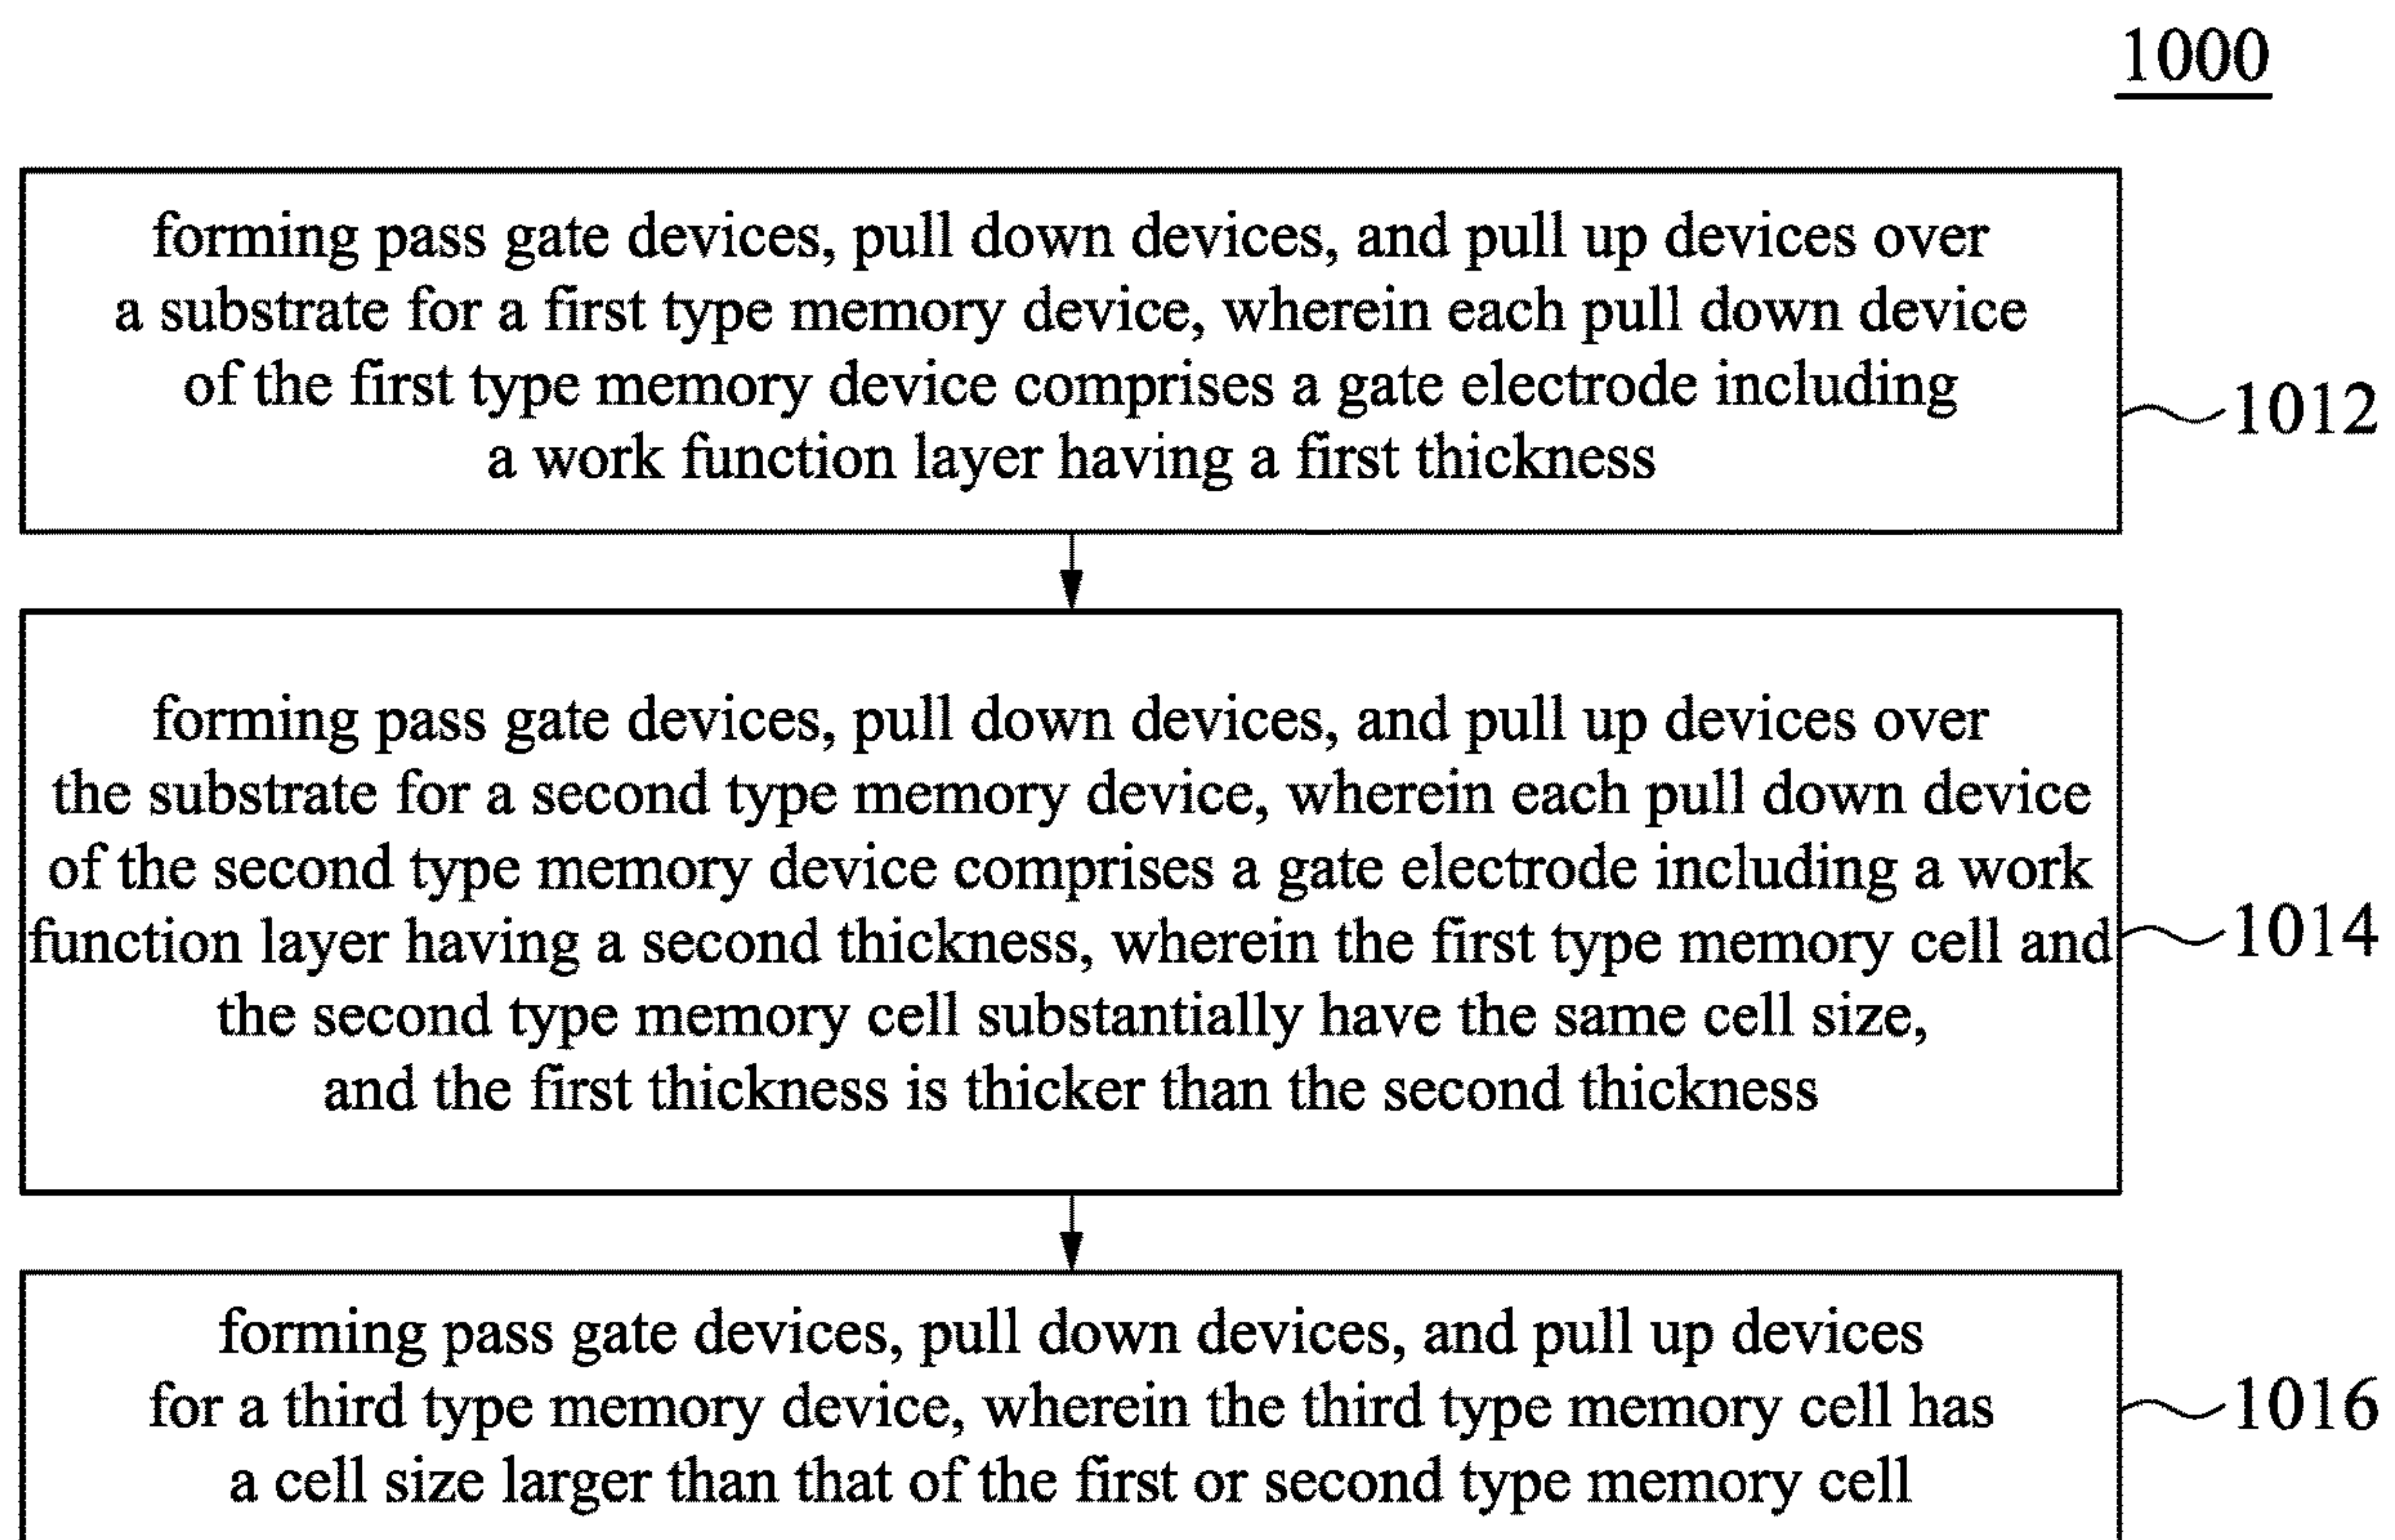 1000
forming pass gate devices, pull down devices, and pull up devices over
a substrate for a first type memory device, wherein each pull down device
of the first type memory device comprises a gate electrode including
a work function layer having a first thickness
1012
forming pass gate devices, pull down devices, and pull up devices over
the substrate for a second type memory device, wherein each pull down device
of the second type memory device comprises a gate electrode including a work
function layer having a second thickness, wherein the first type memory cell and
the second type memory cell substantially have the same cell size,
and the first thickness is thicker than the second thickness
1014
forming pass gate devices, pull down devices, and pull up devices
for a third type memory device, wherein the third type memory cell has
a cell size larger than that of the first or second type memory cell
1016